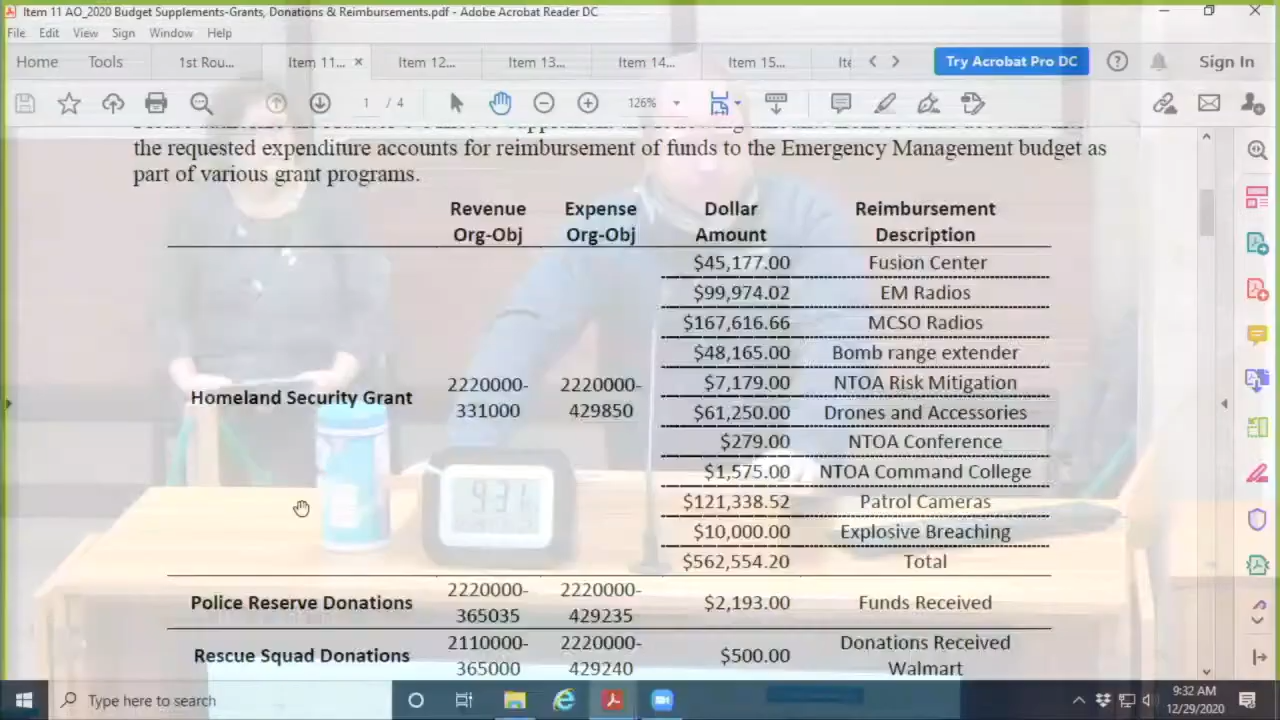 Item 11 AO_2020 Budget Supplements-Grants, Donations & Reimbursements.pdf - Adobe Acrobat Reader DC
File Edit View Sign Window Help
Home Tools 1st Rou... Item 11... × Item 12... Item 13... Item 14... Item 15... Try Acrobat Pro DC Sign In
1 / 4 126%
the requested expenditure accounts for reimbursement of funds to the Emergency Management budget as
part of various grant programs.
Revenue Expense Dollar Reimbursement
Org-Obj Org-Obj Amount Description
$45,177.00 Fusion Center
$99,974.02 EM Radios
$167,616.66 MCSO Radios
$48,165.00 Bomb range extender
2220000- 2220000- $7,179.00 NTOA Risk Mitigation
Homeland Security Grant
331000 429850 $61,250.00 Drones and Accessories
$279.00 NTOA Conference
$1,575.00 NTOA Command College
$121,338.52 Patrol Cameras
$10,000.00 Explosive Breaching
$562,554.20 Total
2220000- 2220000-
Police Reserve Donations $2,193.00 Funds Received
365035 429235
2110000- 2220000- Donations Received
Rescue Squad Donations $500.00
365000 429240 Walmart
9:31
Type here to search
9:32 AM
12/29/2020